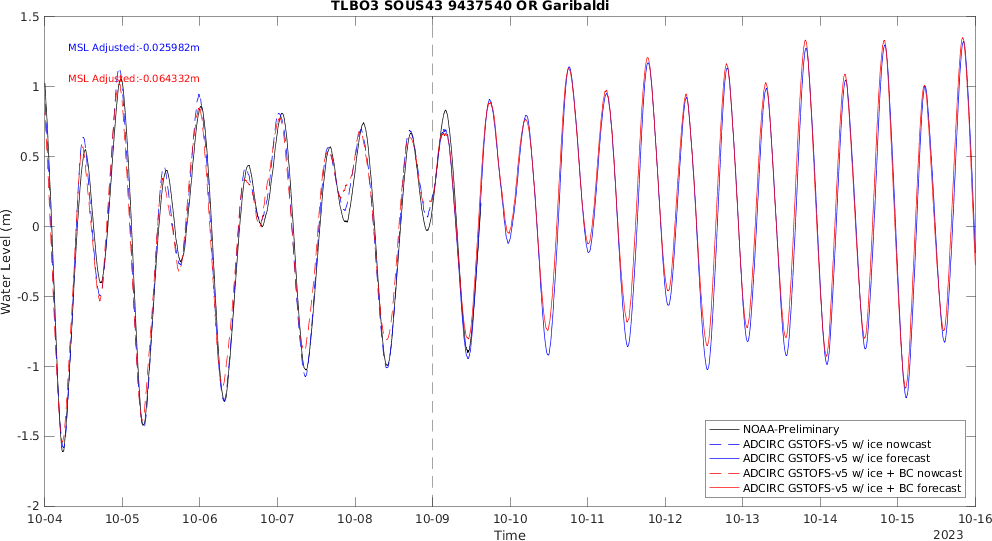 TLBO3 SOUS43 9437540 OR Garibaldi
MSL Adjusted:-0.025982m
MSL Adjusted:-0.064332m
Water Level (m)
1.5
1
0.5
0
-0.5
-1
-1.5
-2
NOAA-Preliminary
ADCIRC GSTOFS-v5 w/ ice nowcast
ADCIRC GSTOFS-v5 w/ ice forecast
ADCIRC GSTOFS-v5 w/ ice + BC nowcast
ADCIRC GSTOFS-v5 w/ ice + BC forecast
10-04 10-05 10-06 10-07 10-08 10-09 10-10 10-11 10-12 10-13 10-14 10-15 10-16
Time
2023